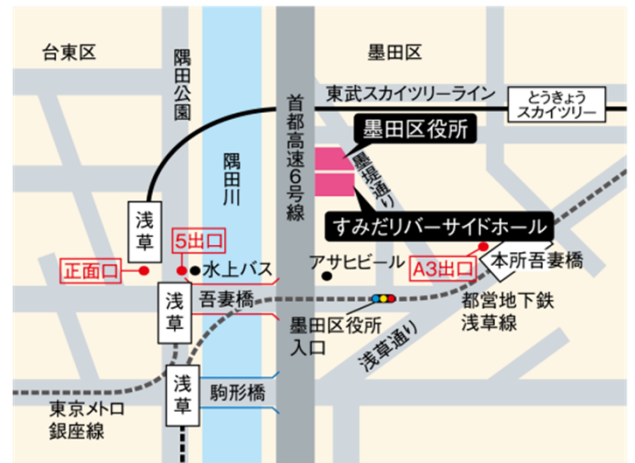 台東区
隅田公園
墨田区
東武スカイツリーライン
とうきょう
スカイツリー
首都高速6号線
墨田区役所
隅田川
墨堤通り
すみだリバーサイドホール
浅草
5出口
正面口
水上バス
アサヒビール
A3出口
本所吾妻橋
浅草
吾妻橋
墨田区役所
入口
都営地下鉄
浅草線
浅草通り
浅草
駒形橋
東京メトロ
銀座線